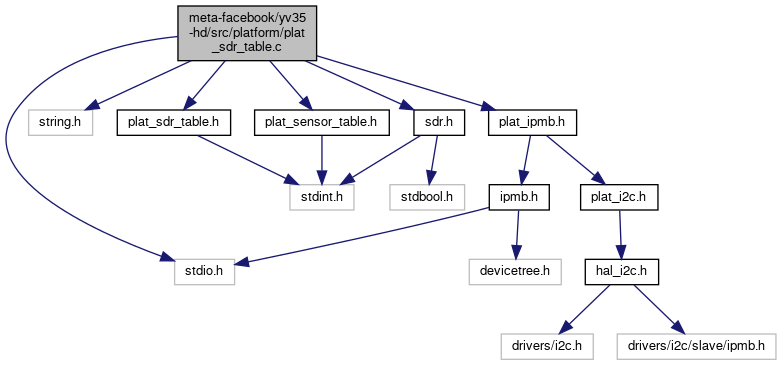 meta-facebook/yv35
-hd/src/platform/plat
_sdr_table.c
string.h
plat_sdr_table.h
plat_sensor_table.h
sdr.h
plat_ipmb.h
stdint.h
stdbool.h
ipmb.h
plat_i2c.h
stdio.h
devicetree.h
hal_i2c.h
drivers/i2c.h
drivers/i2c/slave/ipmb.h